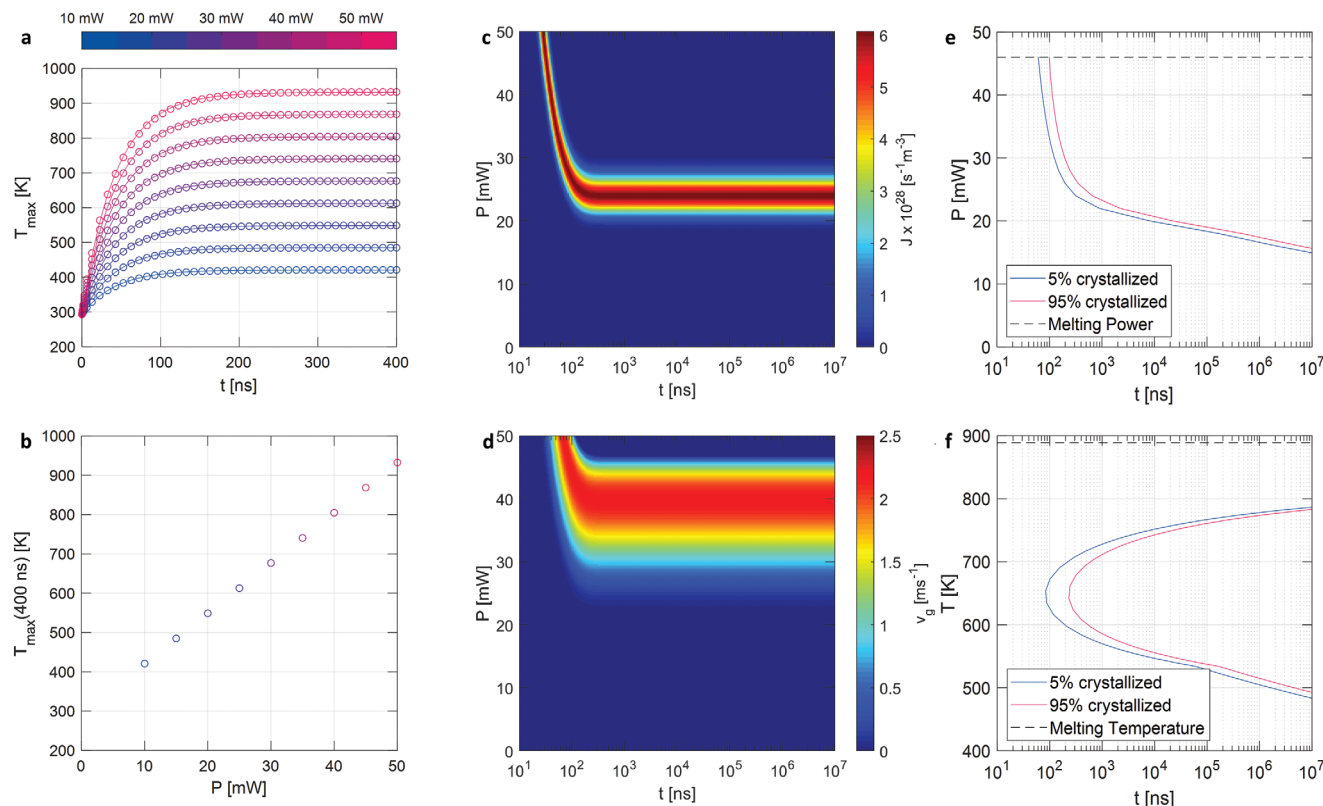 10 mW 20 mW 30 mW 40 mW 50 mW
a
1000
900
800
700
600
500
400
300
200
T_max [K]
0 100 200 300 400
t [ns]
b
1000
900
800
700
600
500
400
300
200
T_max(400 ns) [K]
0 10 20 30 40 50
P [mW]
c
50
40
30
20
10
0
P [mW]
10^1 10^2 10^3 10^4 10^5 10^6 10^7
t [ns]
6
5
4
3
2
1
0
J x 10^28 [s^-1m^-3]
d
50
40
30
20
10
0
P [mW]
10^1 10^2 10^3 10^4 10^5 10^6 10^7
t [ns]
2.5
2
1.5
1
0.5
0
v_g [ms^-1]
e
50
40
30
20
10
0
P [mW]
5% crystallized
95% crystallized
Melting Power
10^1 10^2 10^3 10^4 10^5 10^6 10^7
t [ns]
f
900
800
700
600
500
400
T [K]
5% crystallized
95% crystallized
Melting Temperature
10^1 10^2 10^3 10^4 10^5 10^6 10^7
t [ns]